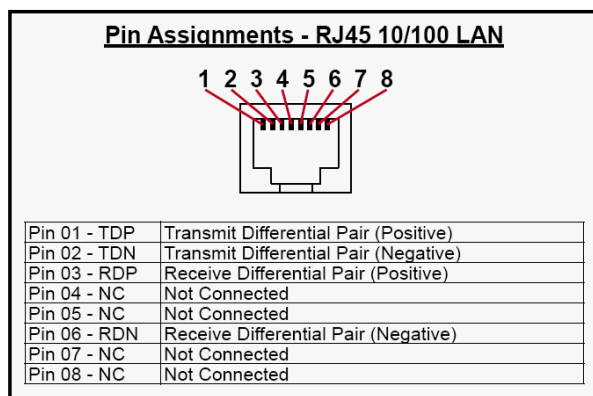 Pin Assignments - RJ45 10/100 LAN
1 2 3 4 5 6 7 8
Pin 01 - TDP Transmit Differential Pair (Positive)
Pin 02 - TDN Transmit Differential Pair (Negative)
Pin 03 - RDP Receive Differential Pair (Positive)
Pin 04 - NC Not Connected
Pin 05 - NC Not Connected
Pin 06 - RDN Receive Differential Pair (Negative)
Pin 07 - NC Not Connected
Pin 08 - NC Not Connected